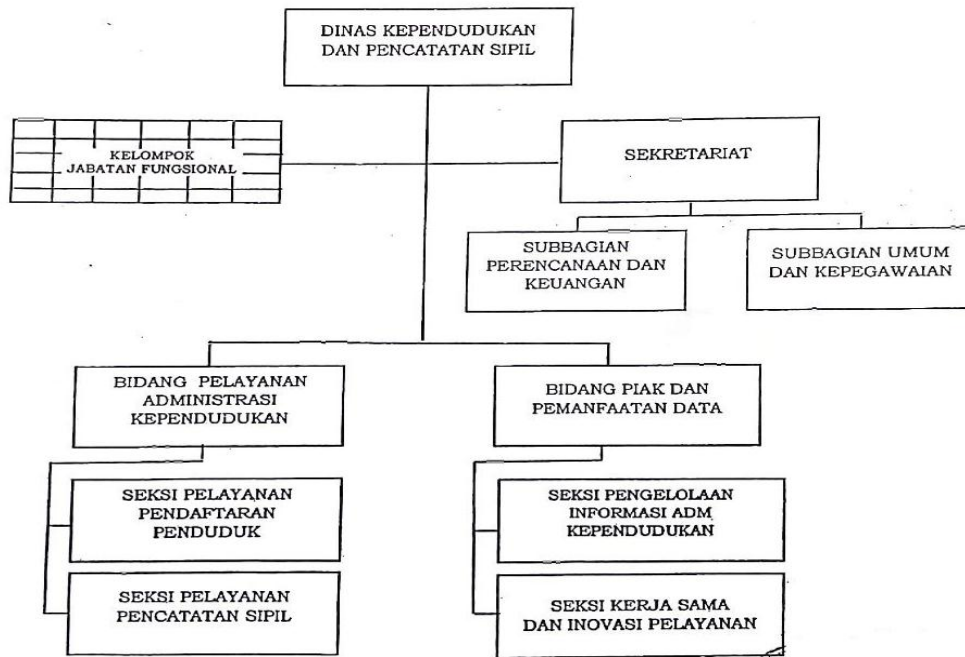 DINAS KEPENDUDUKAN
DAN PENCATATAN SIPIL
KELOMPOK
JABATAN FUNGSIONAL
SEKRETARIAT
SUBBAGIAN
PERENCANAAN DAN
KEUANGAN
SUBBAGIAN UMUM
DAN KEPEGAWAIAN
BIDANG PELAYANAN
ADMINISTRASI
KEPENDUDUKAN
BIDANG PIAK DAN
PEMANFAATAN DATA
SEKSI PELAYANAN
PENDAFTARAN
PENDUDUK
SEKSI PENGELOLAAN
INFORMASI ADM
KEPENDUDUKAN
SEKSI PELAYANAN
PENCATATAN SIPIL
SEKSI KERJA SAMA
DAN INOVASI PELAYANAN